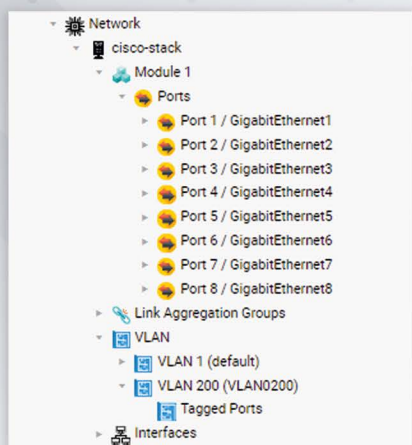 Network
cisco-stack
Module 1
Ports
Port 1 / GigabitEthernet1
Port 2 / GigabitEthernet2
Port 3 / GigabitEthernet3
Port 4 / GigabitEthernet4
Port 5 / GigabitEthernet5
Port 6 / GigabitEthernet6
Port 7 / GigabitEthernet7
Port 8 / GigabitEthernet8
Link Aggregation Groups
VLAN
VLAN 1 (default)
VLAN 200 (VLAN0200)
Tagged Ports
Interfaces